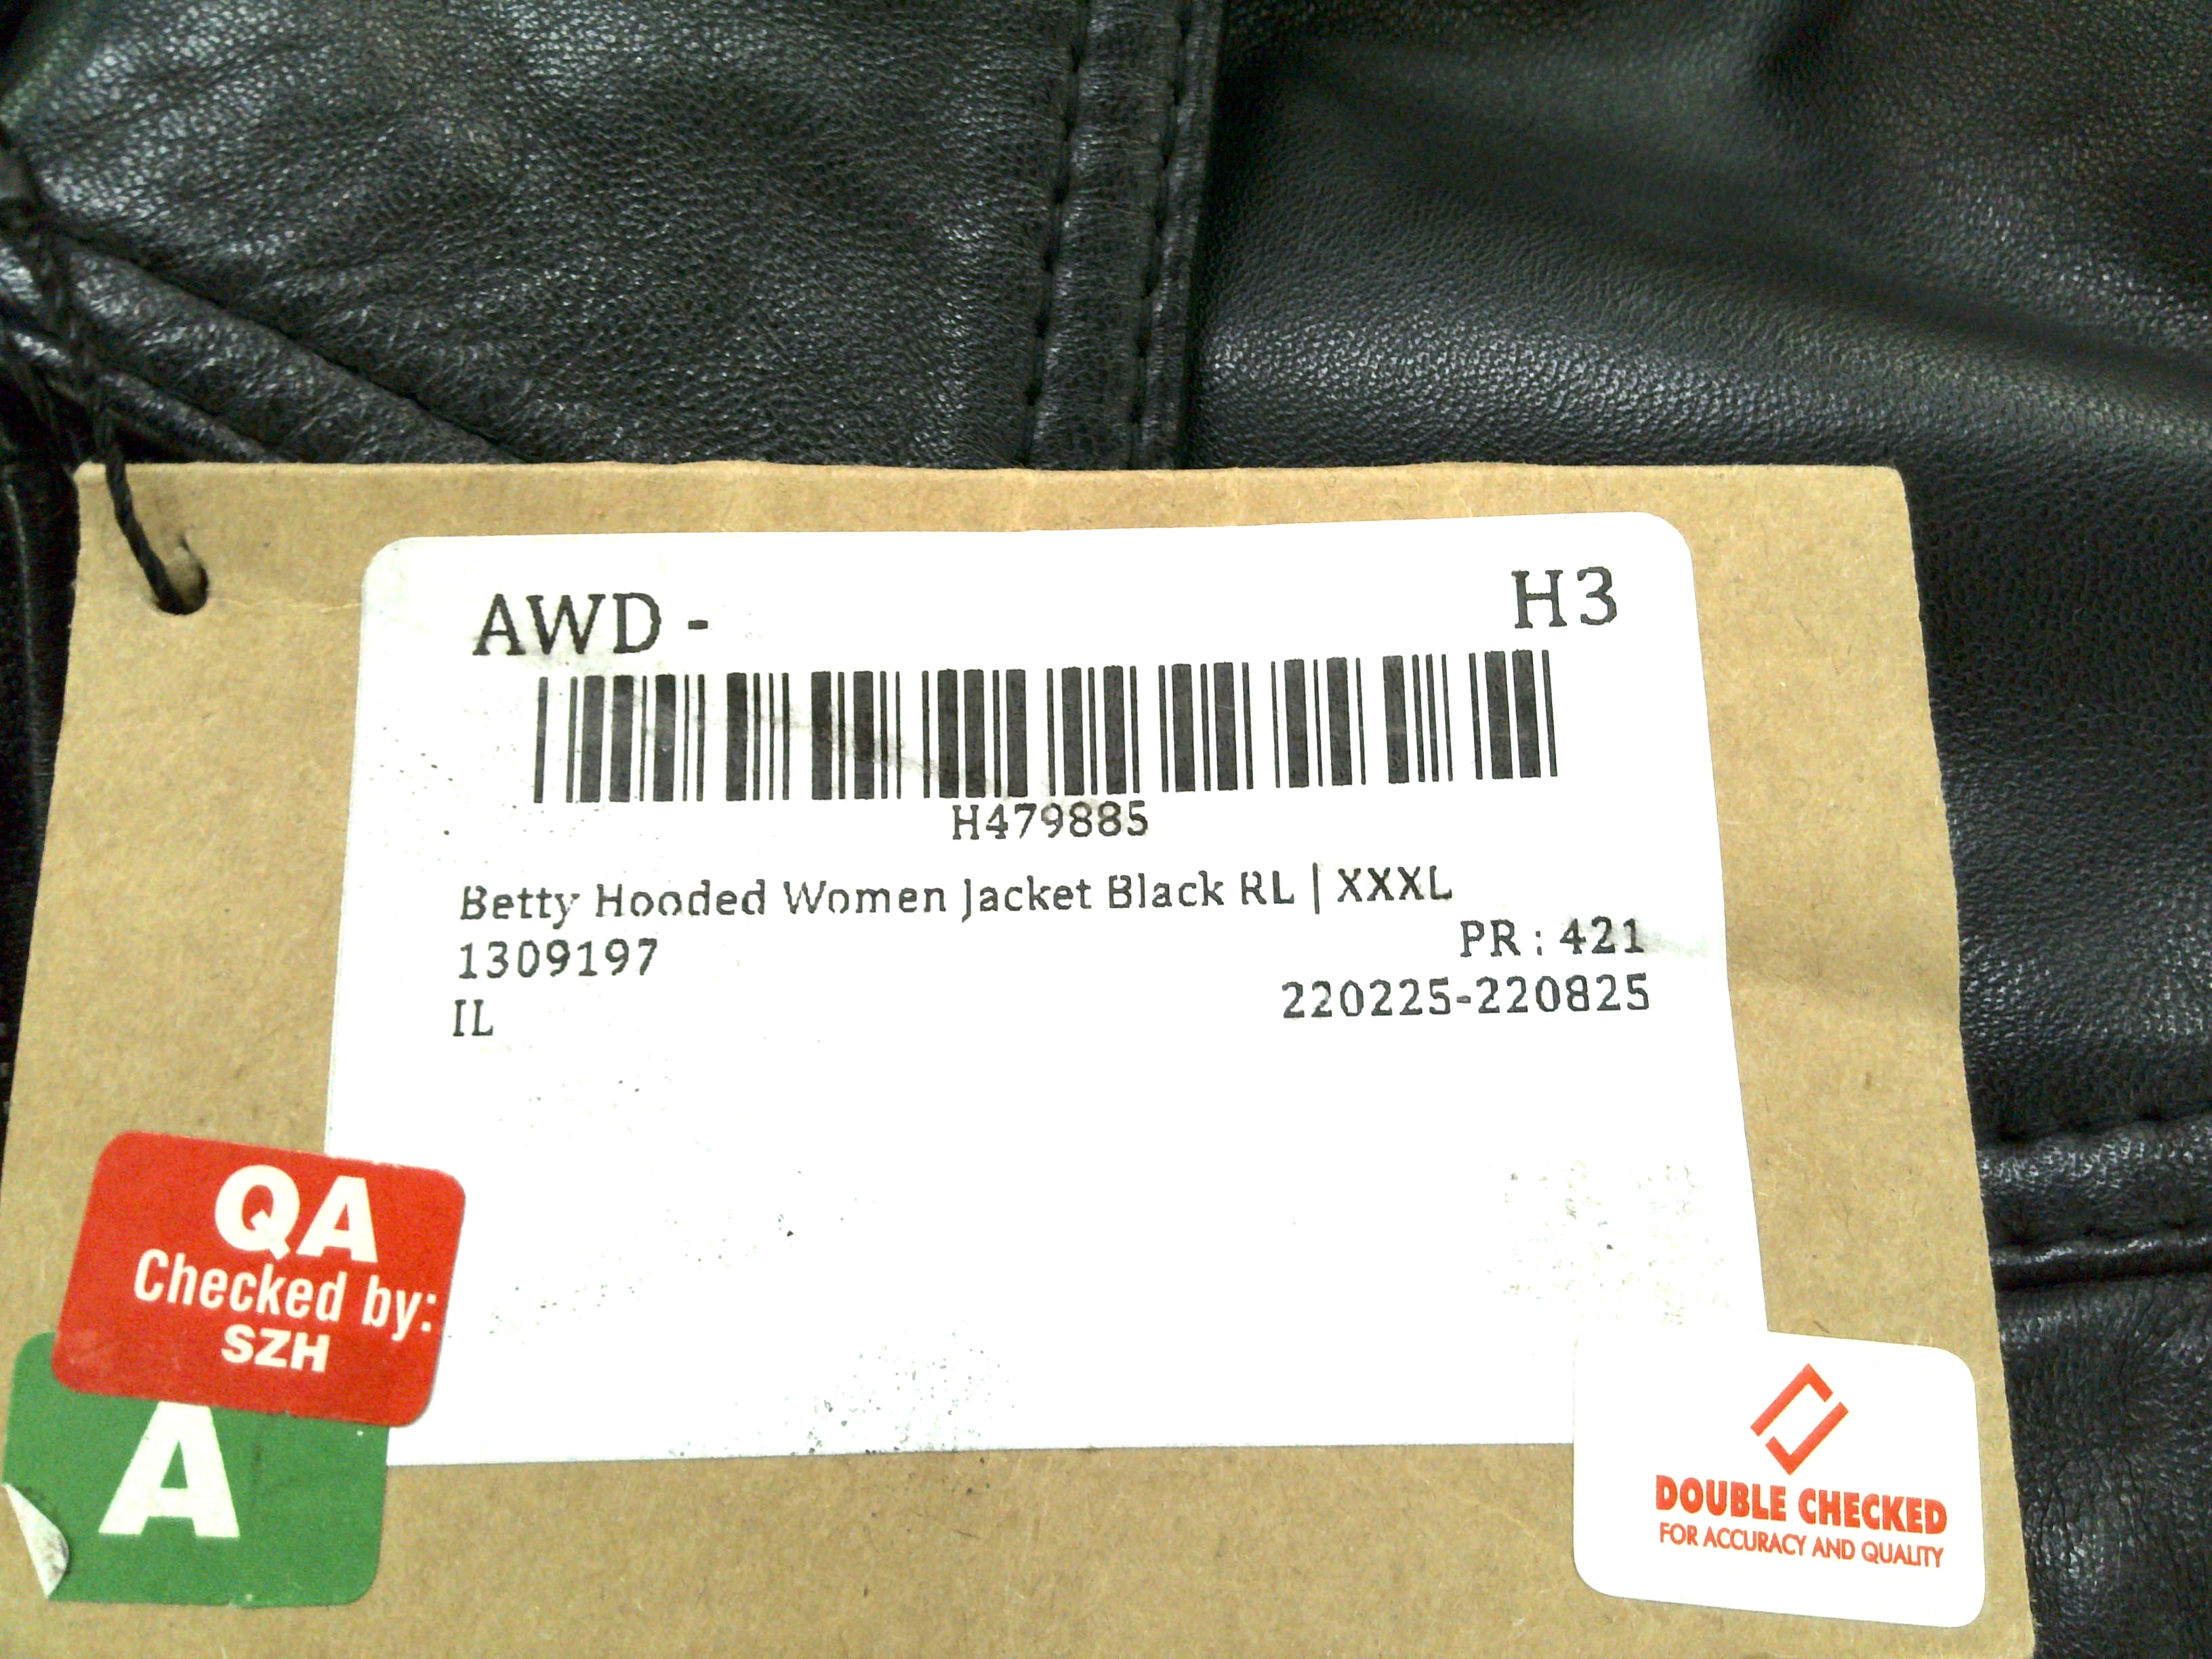 AWD - H3
H479885
Betty Hooded Women Jacket Black RL | XXXL
1309197 PR : 421
IL 220225-220825
QA
Checked by:
SZH
A
DOUBLE CHECKED
FOR ACCURACY AND QUALITY